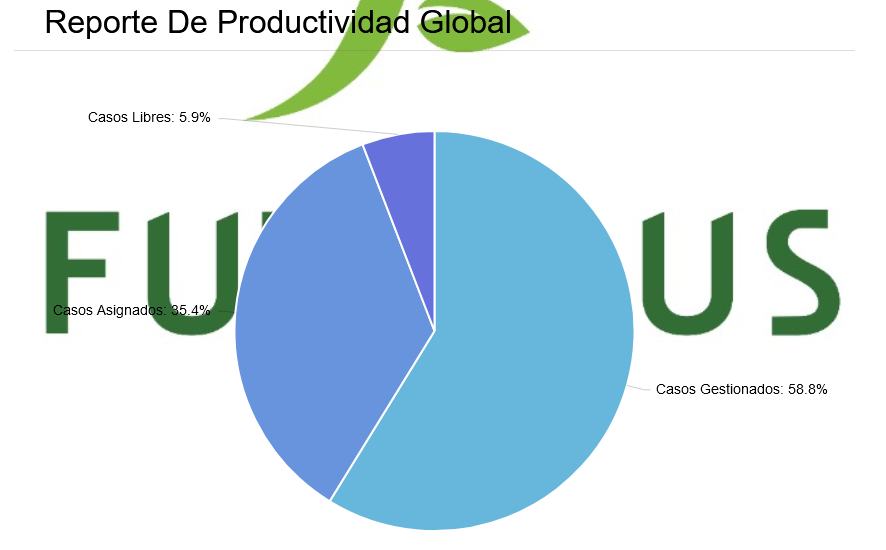 Reporte De Productividad Global
Casos Libres: 5.9%
Casos Asignados: 35.4%
Casos Gestionados: 58.8%